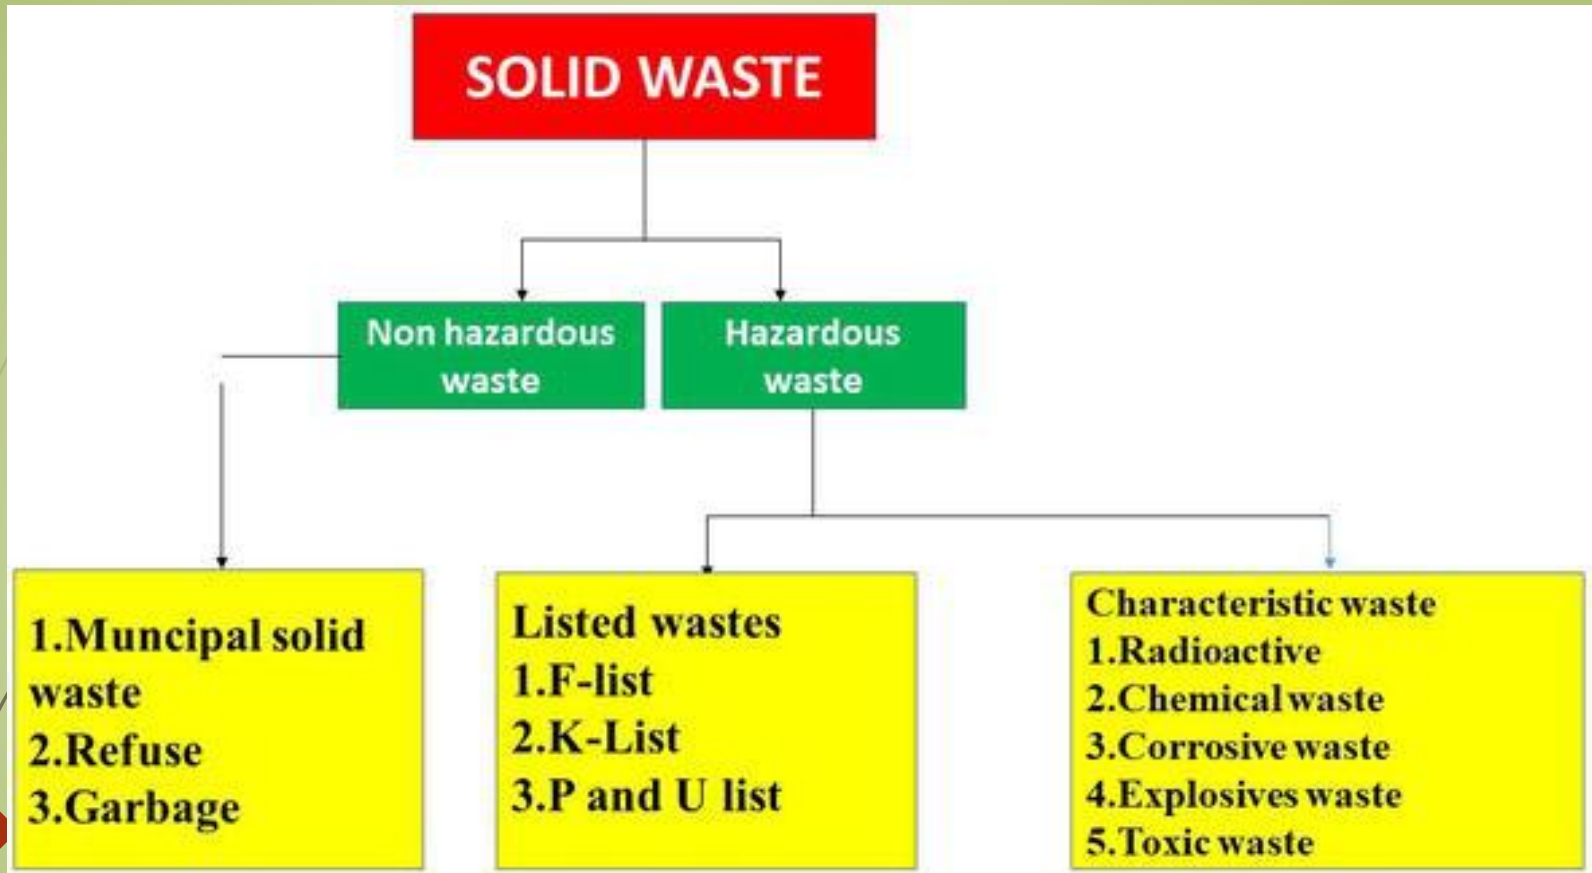 SOLID WASTE
Non hazardous
waste
Hazardous
waste
1.Muncipal solid
waste
2.Refuse
3.Garbage
Listed wastes
1.F-list
2.K-List
3.P and U list
Characteristic waste
1.Radioactive
2.Chemical waste
3.Corrosive waste
4.Explosives waste
5.Toxic waste